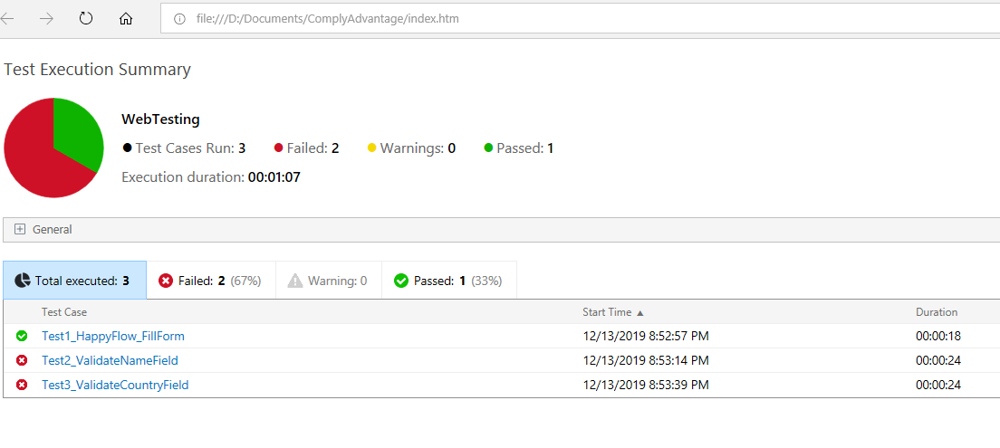 file:///D:/Documents/ComplyAdvantage/index.htm
Test Execution Summary
WebTesting
Test Cases Run: 3 Failed: 2 Warnings: 0 Passed: 1
Execution duration: 00:01:07
General
Total executed: 3 Failed: 2 (67%) Warning: 0 Passed: 1 (33%)
Test Case Start Time Duration
Test1_HappyFlow_FillForm 12/13/2019 8:52:57 PM 00:00:18
Test2_ValidateNameField 12/13/2019 8:53:14 PM 00:00:24
Test3_ValidateCountryField 12/13/2019 8:53:39 PM 00:00:24